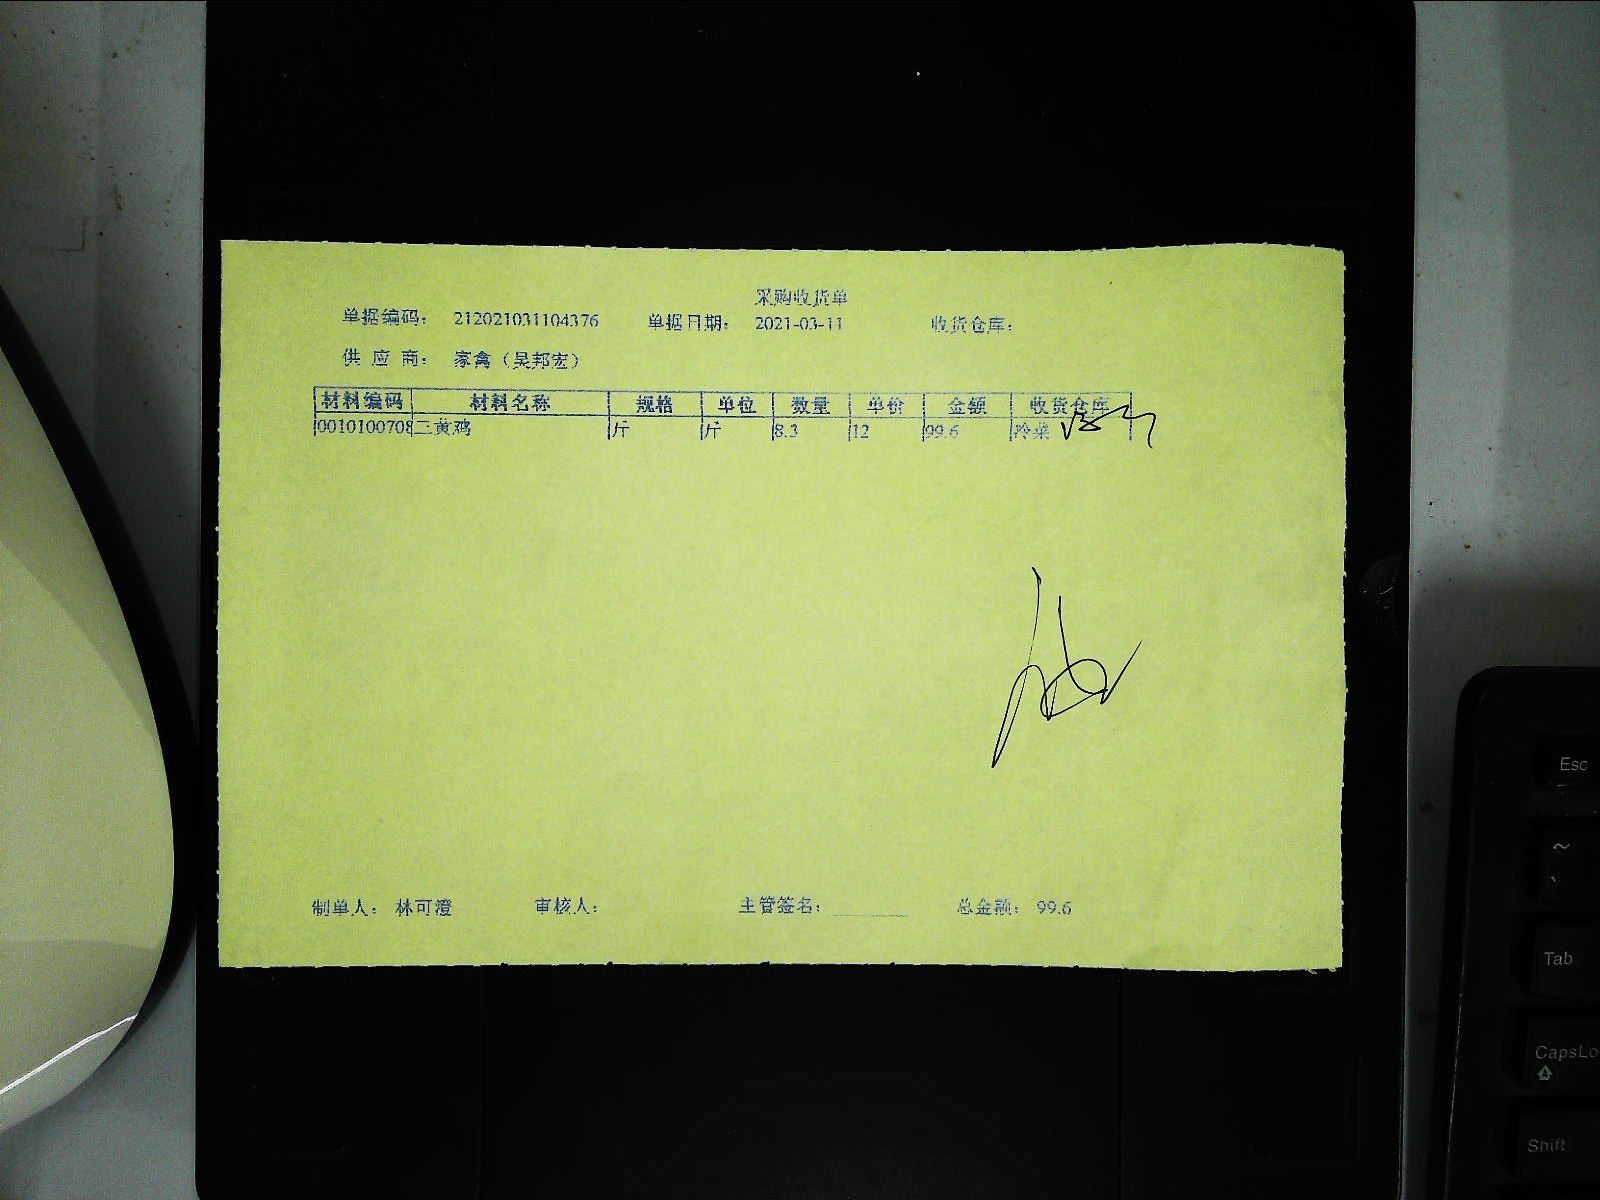 采购收货单
单据编码： 212021031104376 单据日期： 2021-03-11 收货仓库：
供 应 商： 家禽（吴邦宏）
材料编码 材料名称 规格 单位 数量 单价 金额 收货仓库
0010100708 二黄鸡 斤 斤 8.3 12 99.6 冷菜
制单人： 林可澄 审核人： 主管签名： 总金额： 99.6
Esc
~
、
Tab
CapsLo
Shift